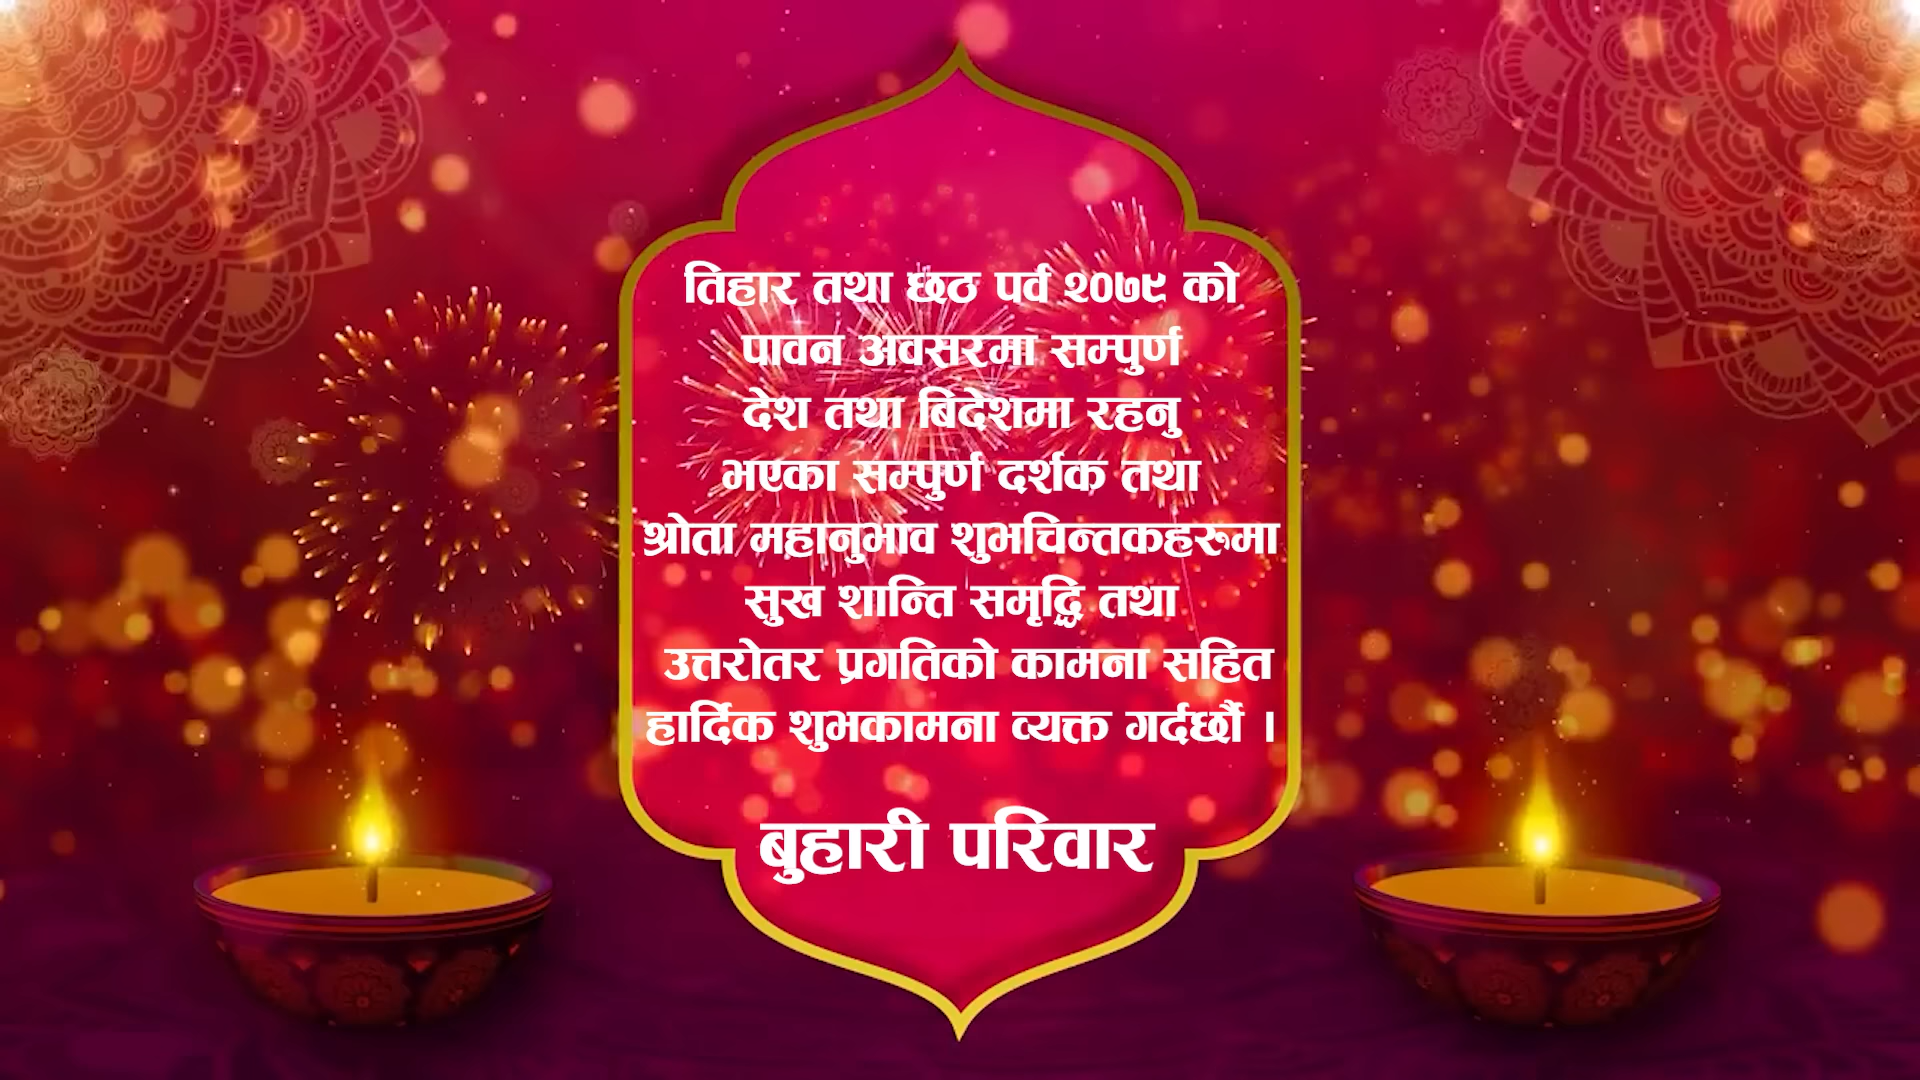 तिहार तथा छठ पर्व २०७९ को
पावन अवसरमा सम्पुर्ण
देश तथा बिदेशमा रहनु
भएका सम्पुर्ण दर्शक तथा
श्रोता महानुभाव शुभचिन्तकहरुमा
सुख शान्ति समृद्धि तथा
उत्तरोतर प्रगतिको कामना सहित
हार्दिक शुभकामना व्यक्त गर्दर्छौ ।
बुहारी परिवार